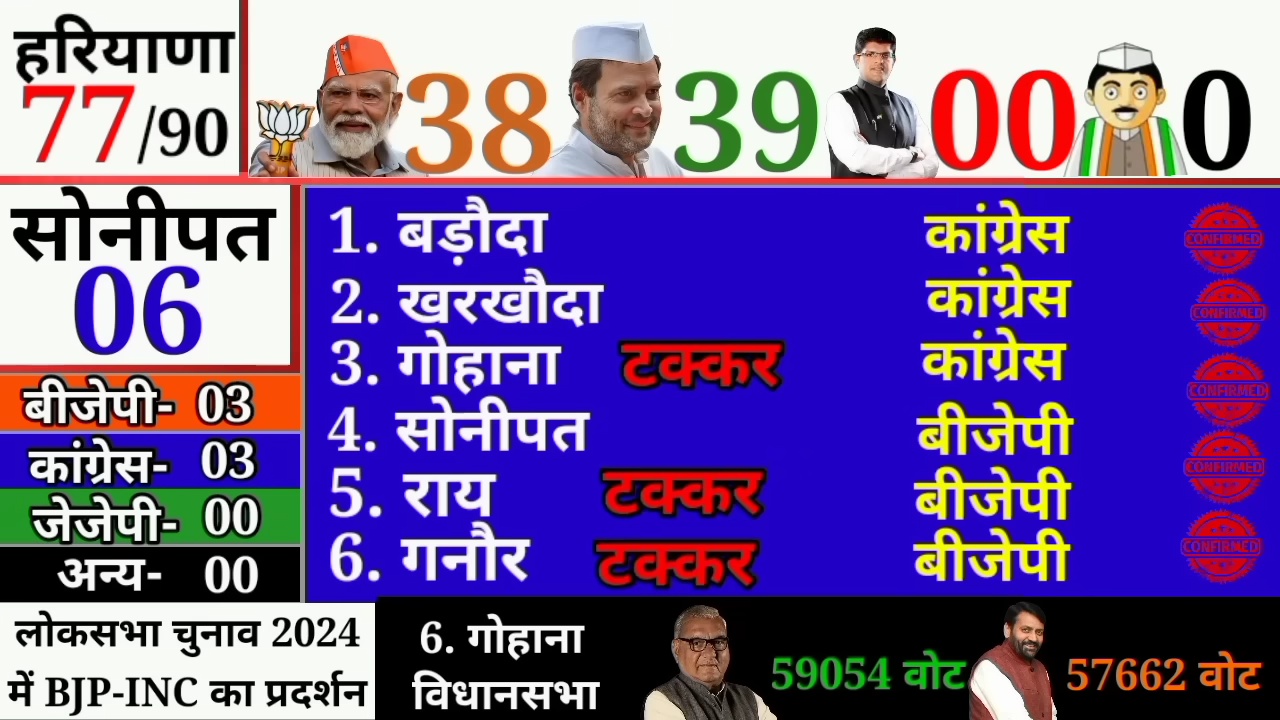 हरियाणा
77/90
38
39
00
0
सोनीपत
06
1. बड़ौदा कांग्रेस CONFIRMED
2. खरखौदा कांग्रेस CONFIRMED
3. गोहाना टक्कर कांग्रेस CONFIRMED
4. सोनीपत बीजेपी CONFIRMED
5. राय टक्कर बीजेपी CONFIRMED
6. गनौर टक्कर बीजेपी
बीजेपी- 03
कांग्रेस- 03
जेजेपी- 00
अन्य- 00
लोकसभा चुनाव 2024
में BJP-INC का प्रदर्शन
6. गोहाना
विधानसभा
59054 वोट
57662 वोट